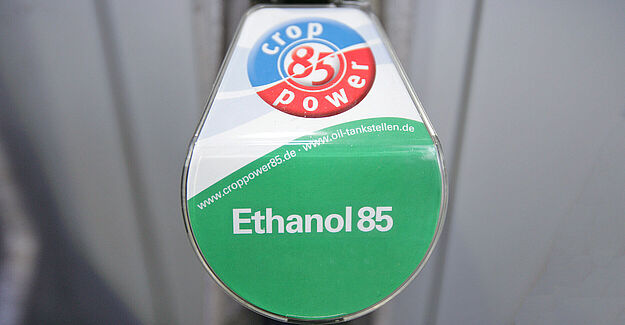 crop
85
power
www.croppower85.de · www.oil-tankstellen.de
Ethanol 85